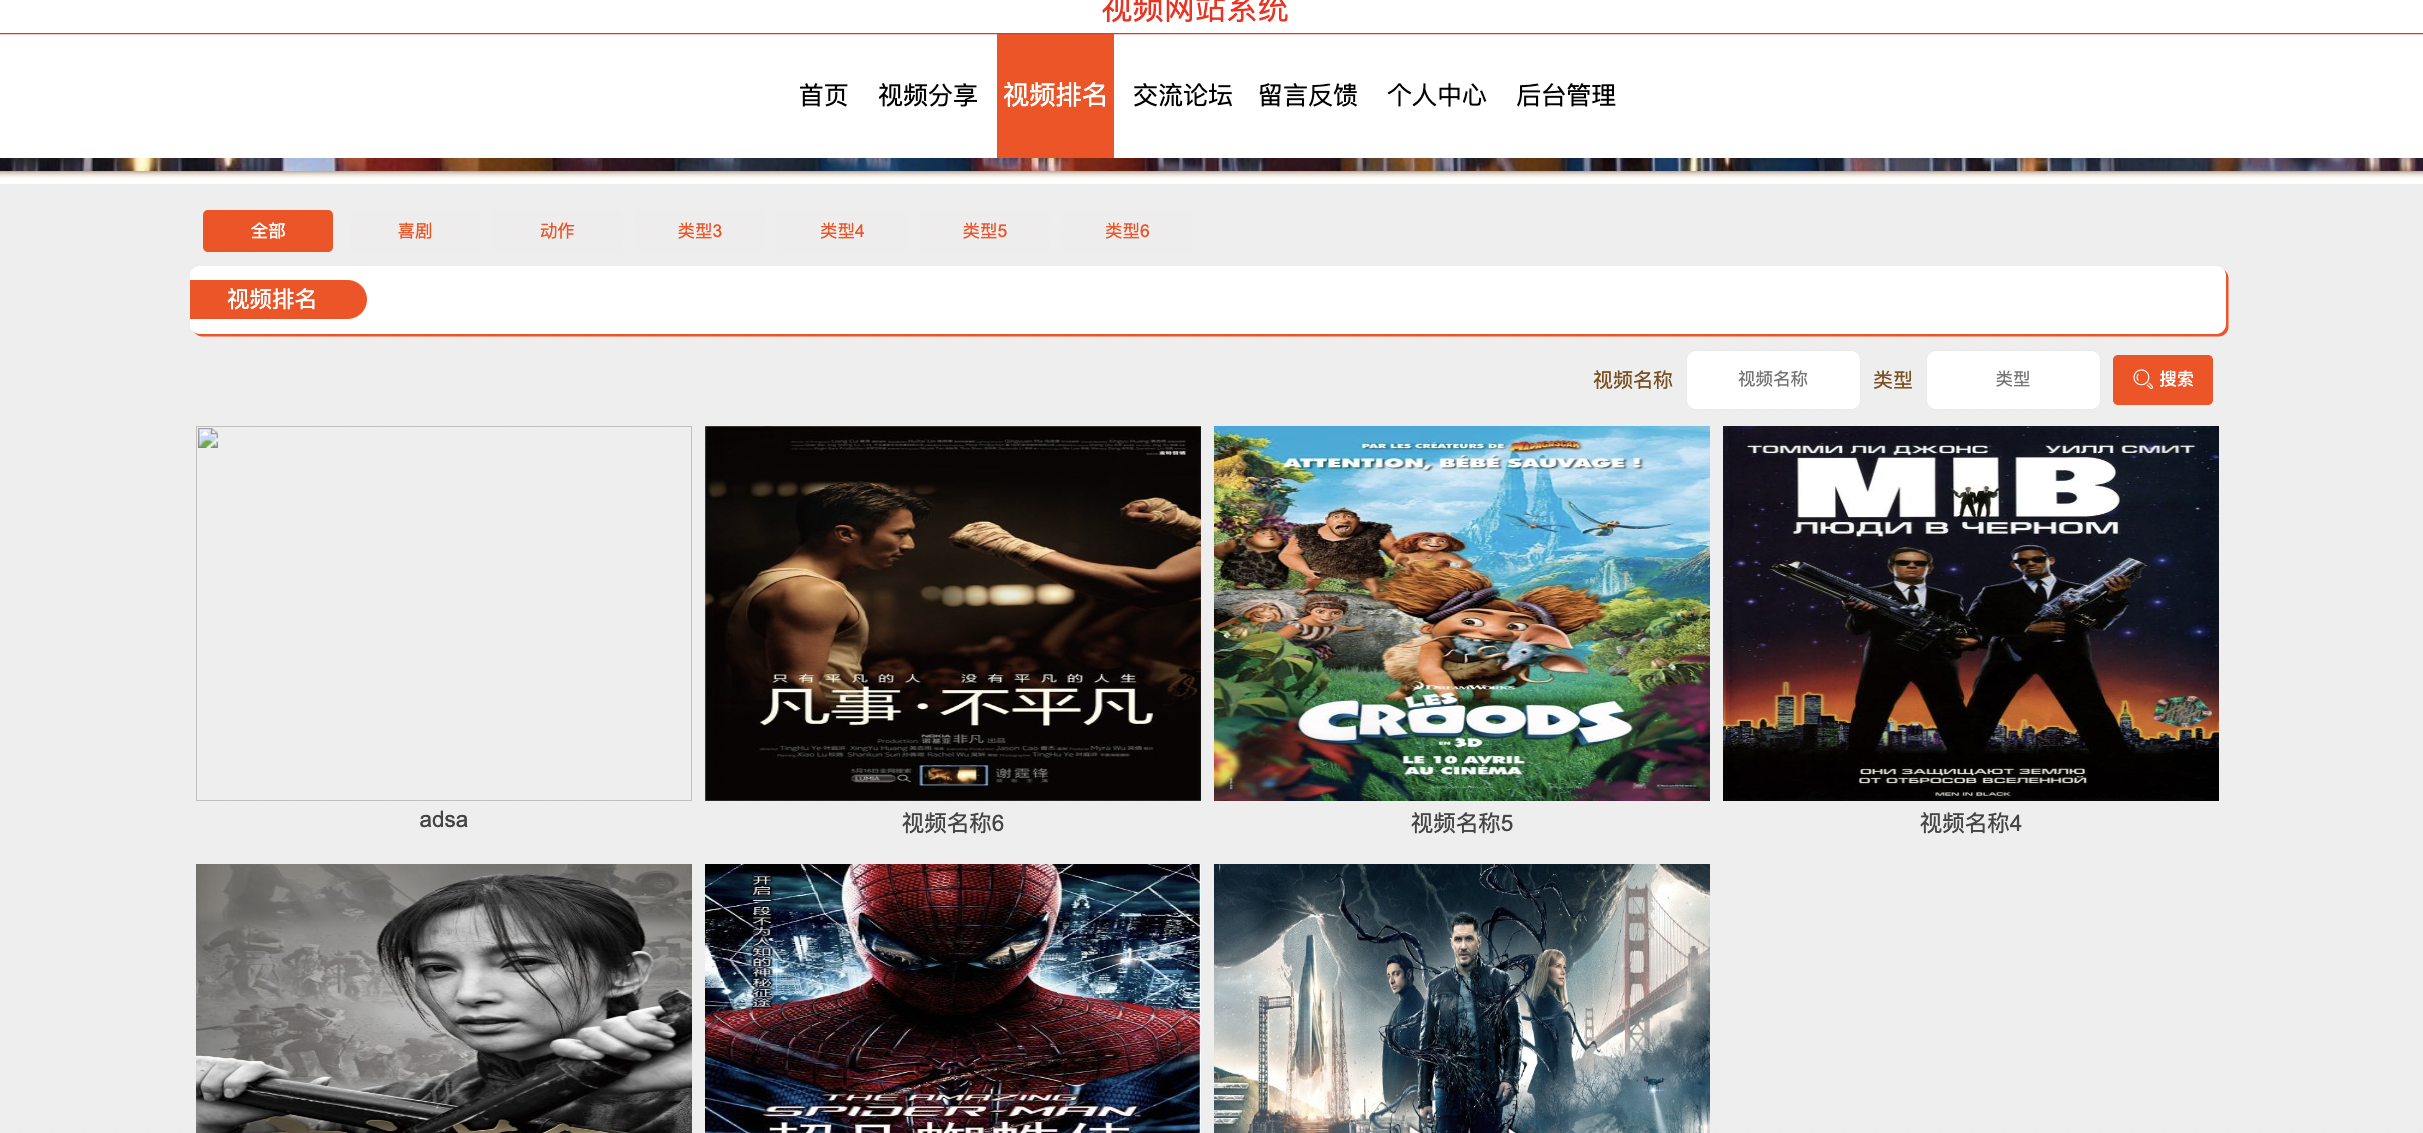 视频网站系统
首页 视频分享 视频排名 交流论坛 留言反馈 个人中心 后台管理
全部 喜剧 动作 类型3 类型4 类型5 类型6
视频排名
视频名称 视频名称 类型 类型 搜索
adsa
只有平凡的人 没有平凡的人生
凡事·不平凡
谢霆锋
视频名称6
PAR LES CRÉATEURS DE MADAGASCAR
ATTENTION, BÉBÉ SAUVAGE !
DREAMWORKS
LES
CROODS
EN 3D
LE 10 AVRIL
AU CINÉMA
视频名称5
ТОММИ ЛИ ДЖОНС УИЛЛ СМИТ
MIB
ЛЮДИ В ЧЕРНОМ
ОНИ ЗАЩИЩАЮТ ЗЕМЛЮ
ОТ ОТБРОСОВ ВСЕЛЕННОЙ
MEN IN BLACK
视频名称4
开启一段不为人知的神秘征途
THE AMAZING
SPIDER-MAN